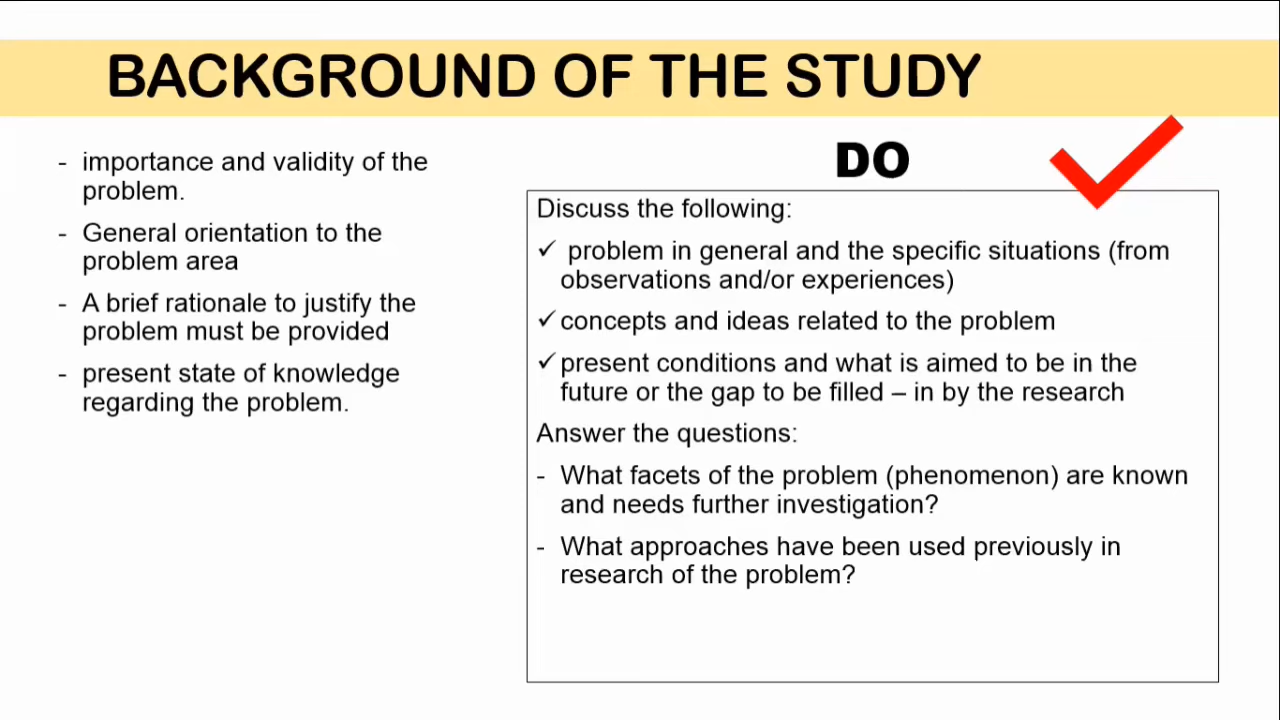 BACKGROUND OF THE STUDY
- importance and validity of the
problem.
- General orientation to the
problem area
- A brief rationale to justify the
problem must be provided
- present state of knowledge
regarding the problem.
DO
Discuss the following:
✓ problem in general and the specific situations (from
observations and/or experiences)
✓ concepts and ideas related to the problem
✓ present conditions and what is aimed to be in the
future or the gap to be filled – in by the research
Answer the questions:
- What facets of the problem (phenomenon) are known
and needs further investigation?
- What approaches have been used previously in
research of the problem?